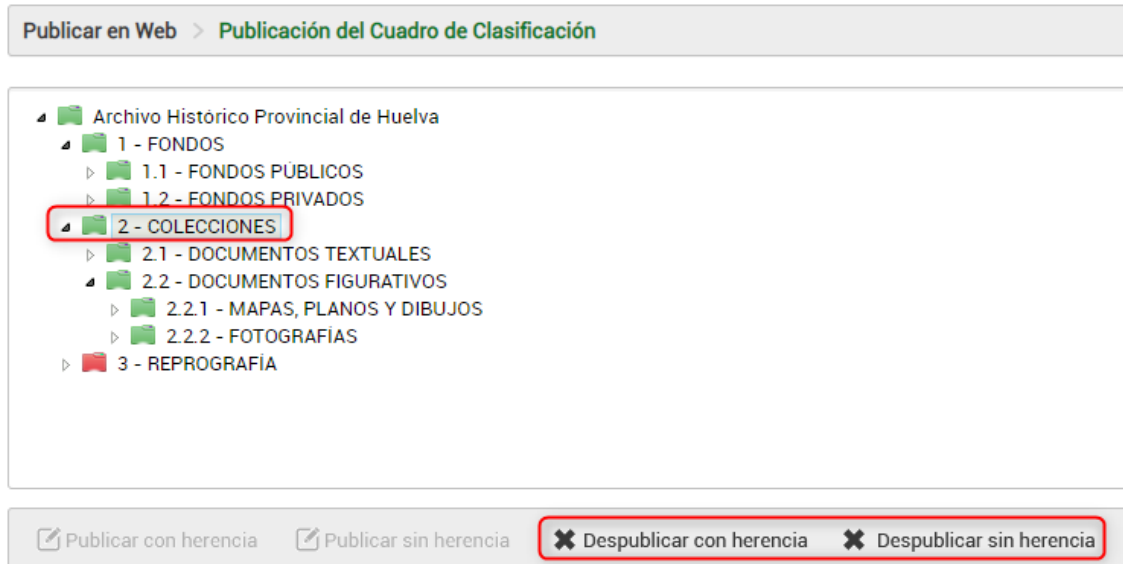 Publicar en Web > Publicación del Cuadro de Clasificación
Archivo Histórico Provincial de Huelva
1 - FONDOS
1.1 - FONDOS PÚBLICOS
1.2 - FONDOS PRIVADOS
2 - COLECCIONES
2.1 - DOCUMENTOS TEXTUALES
2.2 - DOCUMENTOS FIGURATIVOS
2.2.1 - MAPAS, PLANOS Y DIBUJOS
2.2.2 - FOTOGRAFÍAS
3 - REPROGRAFÍA
Publicar con herencia Publicar sin herencia Despublicar con herencia Despublicar sin herencia